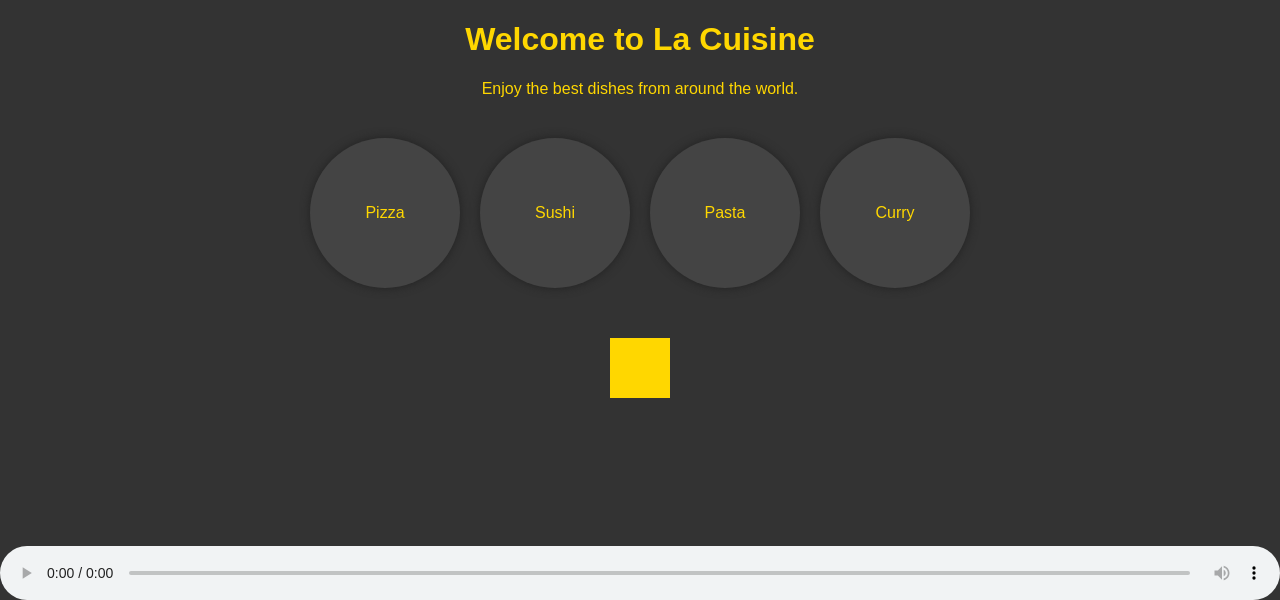 Welcome to La Cuisine
Enjoy the best dishes from around the world.
Pizza
Sushi
Pasta
Curry
0:00 / 0:00